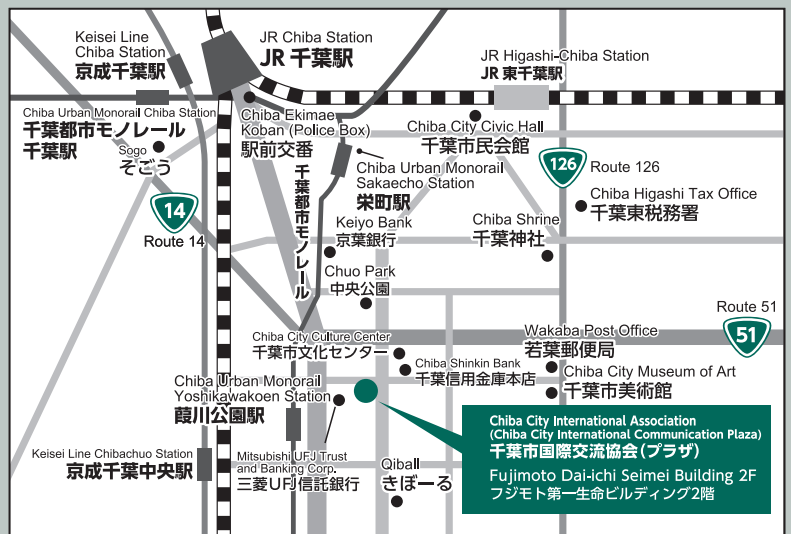 Keisei Line
Chiba Station
京成千葉駅
JR Chiba Station
JR 千葉駅
JR Higashi-Chiba Station
JR 東千葉駅
Chiba Urban Monorail Chiba Station
千葉都市モノレール
千葉駅
Sogo
そごう
Chiba Ekimae
Koban (Police Box)
駅前交番
Chiba City Civic Hall
千葉市民会館
Chiba Urban Monorail
Sakaecho Station
栄町駅
126
Route 126
Chiba Higashi Tax Office
千葉東税務署
14
Route 14
千葉都市モノレール
Keiyo Bank
京葉銀行
Chiba Shrine
千葉神社
Chuo Park
中央公園
Route 51
51
Chiba City Culture Center
千葉市文化センター
Wakaba Post Office
若葉郵便局
Chiba Shinkin Bank
千葉信用金庫本店
Chiba City Museum of Art
千葉市美術館
Chiba Urban Monorail
Yoshikawakoen Station
葭川公園駅
Keisei Line Chibachuo Station
京成千葉中央駅
Mitsubishi UFJ Trust
and Banking Corp.
三菱UFJ信託銀行
Qiball
きぼーる
Chiba City International Association
(Chiba City International Communication Plaza)
千葉市国際交流協会(プラザ)
Fujimoto Dai-ichi Seimei Building 2F
フジモト第一生命ビルディング2階